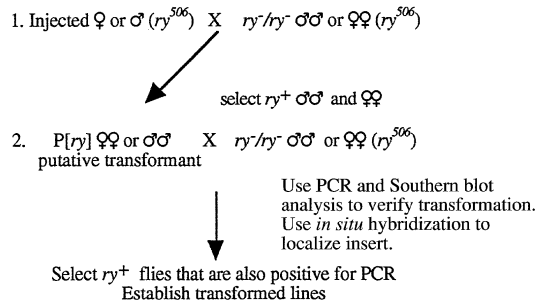 1. Injected ♀ or ♂ (ry506) X ry-/ry- ♂♂ or ♀♀ (ry506)
select ry+ ♂♂ and ♀♀
2. P[ry] ♀♀ or ♂♂ X ry-/ry- ♂♂ or ♀♀ (ry506)
putative transformant
Use PCR and Southern blot
analysis to verify transformation.
Use in situ hybridization to
localize insert.
Select ry+ flies that are also positive for PCR
Establish transformed lines